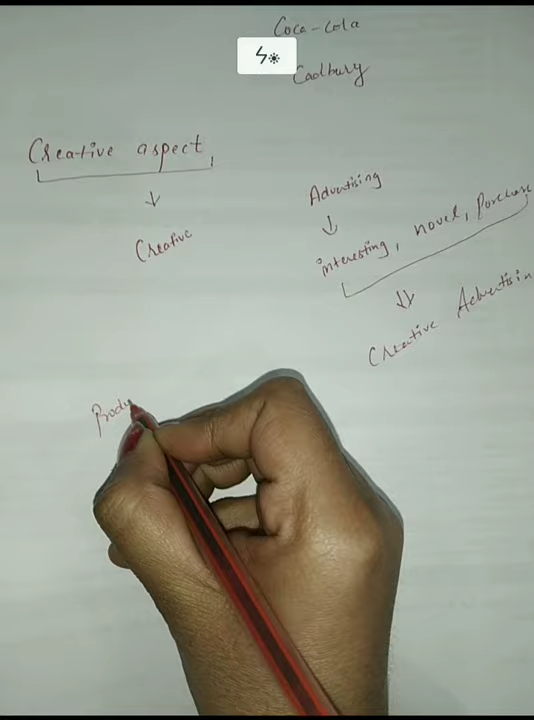 Coca-cola
Cadbury
Creative aspect
Creative
Advertising
interesting, novel, Purchase
Creative Advertisin